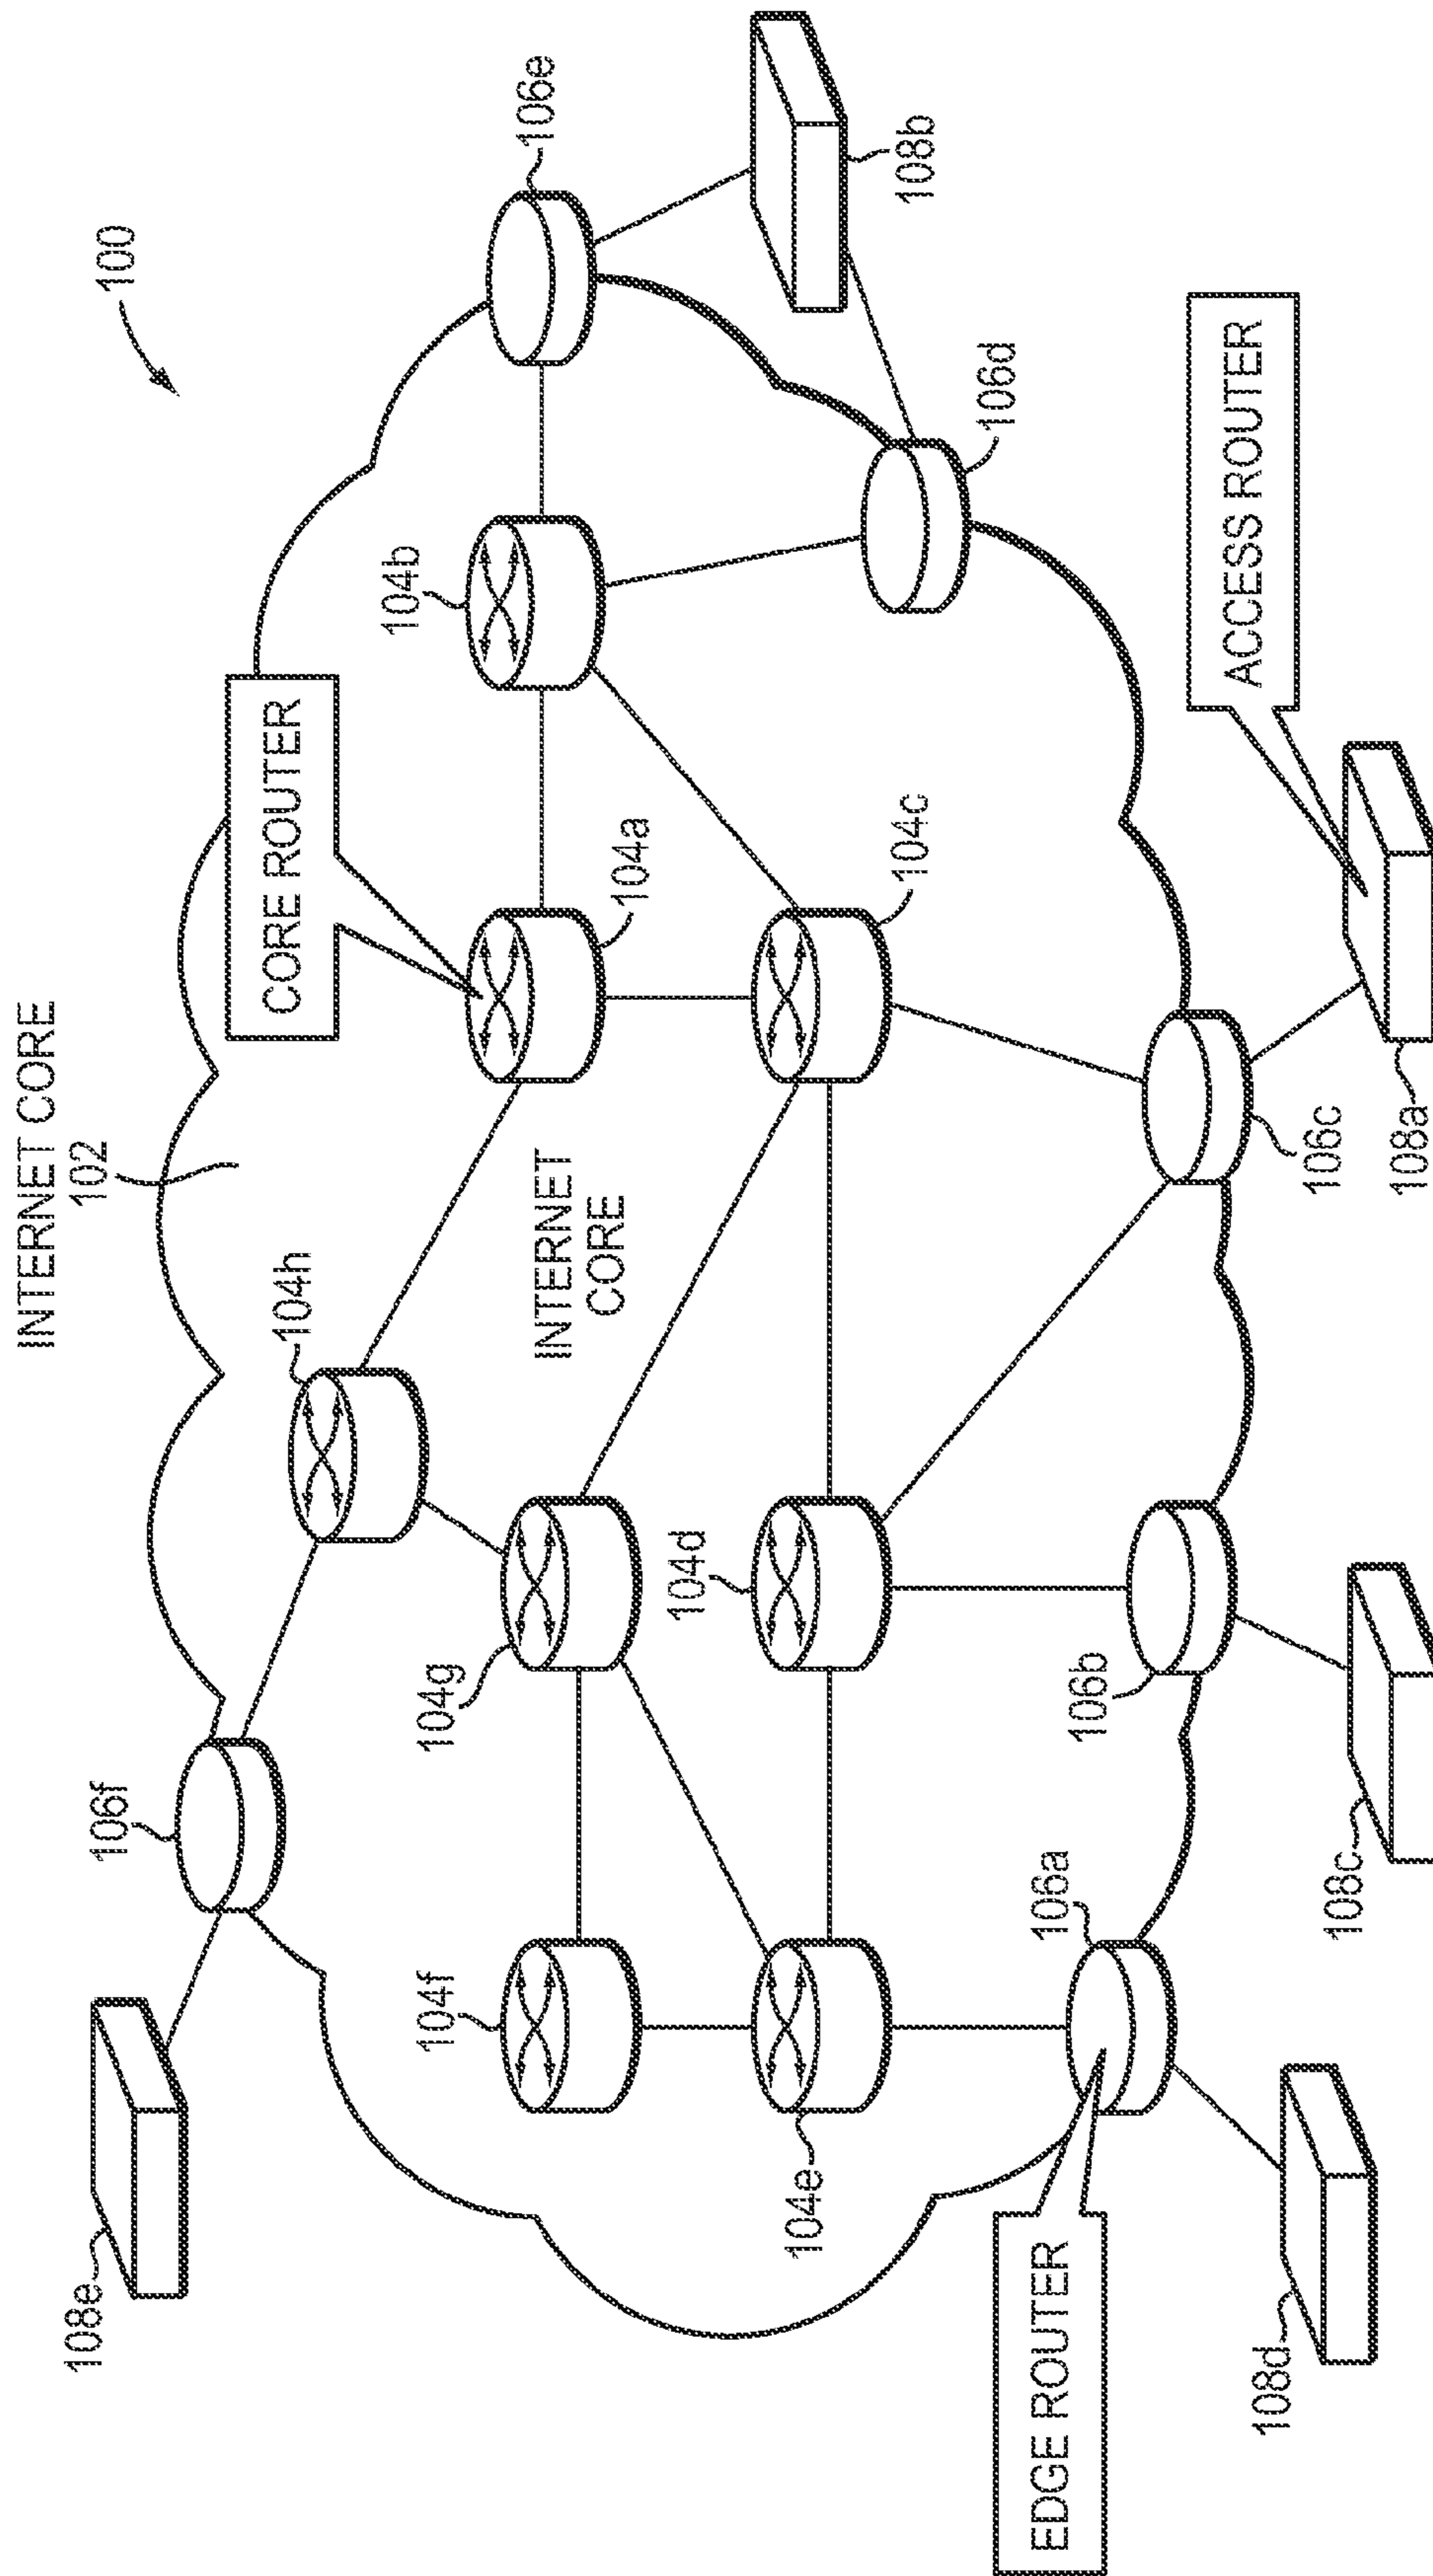 INTERNET CORE
102
100
108e
106f
104h
CORE ROUTER
104b
106e
104f
104g
INTERNET
CORE
104a
108b
104e
104d
104c
106d
EDGE ROUTER
106a
106b
106c
ACCESS ROUTER
108d
108c
108a